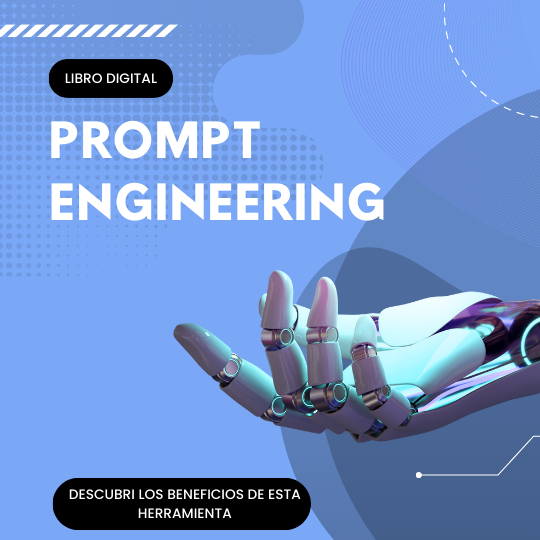 LIBRO DIGITAL
PROMPT
ENGINEERING
DESCUBRI LOS BENEFICIOS DE ESTA
HERRAMIENTA